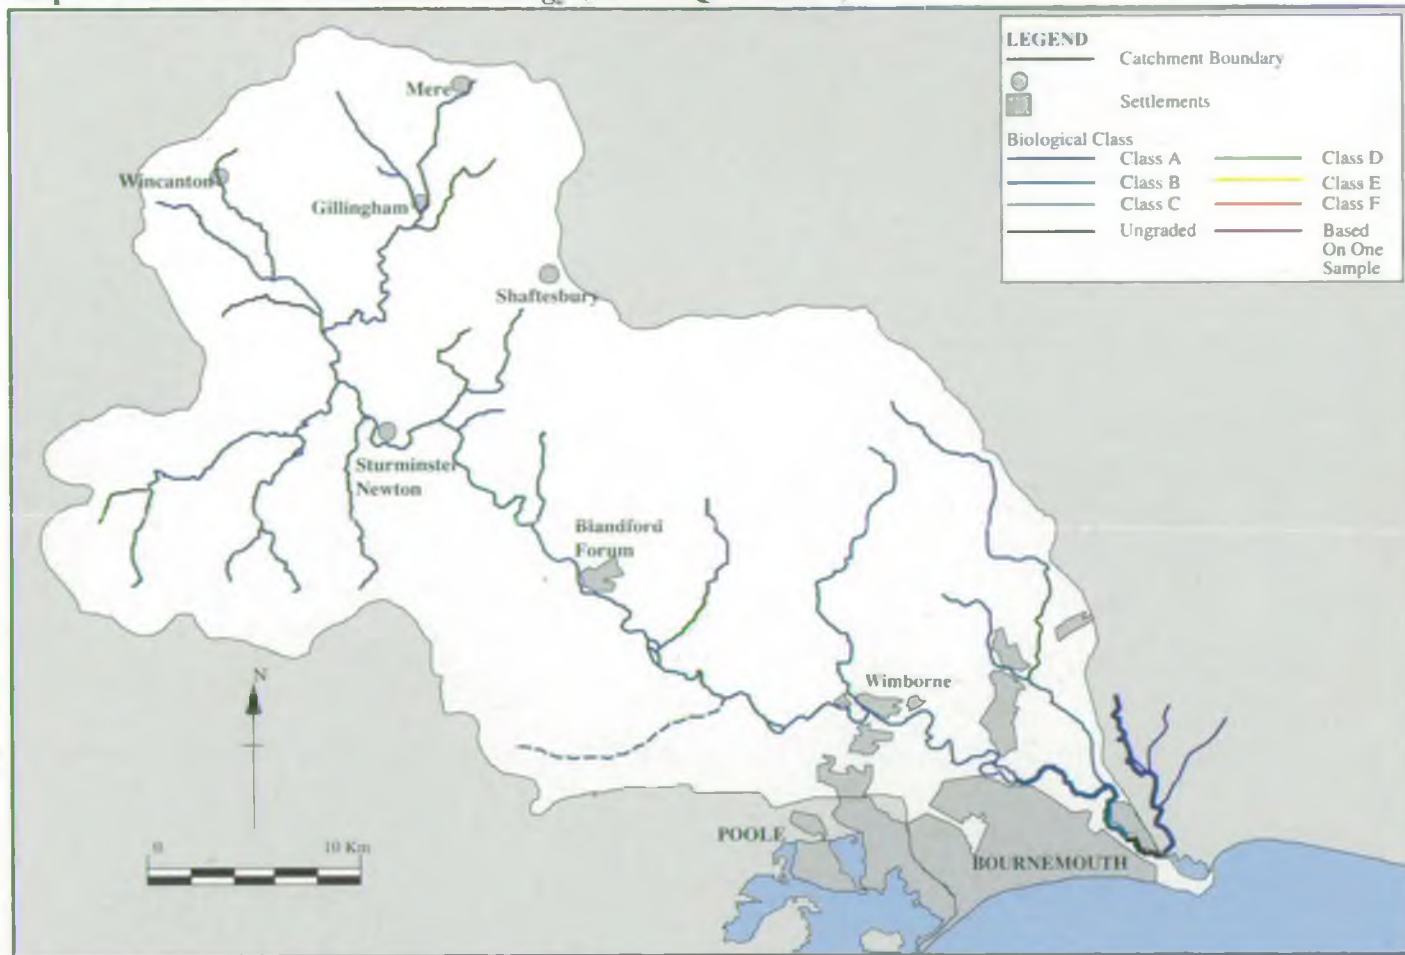 LEGEND
Catchment Boundary
Settlements
Biological Class
Class A
Class D
Class B
Class E
Class C
Class F
Ungraded
Based
On One
Sample
Mere
Wincanton
Gillingham
Shaftesbury
Sturminster
Newton
Blandford
Forum
Wimborne
N
0
10 Km
POOLE
BOURNEMOUTH